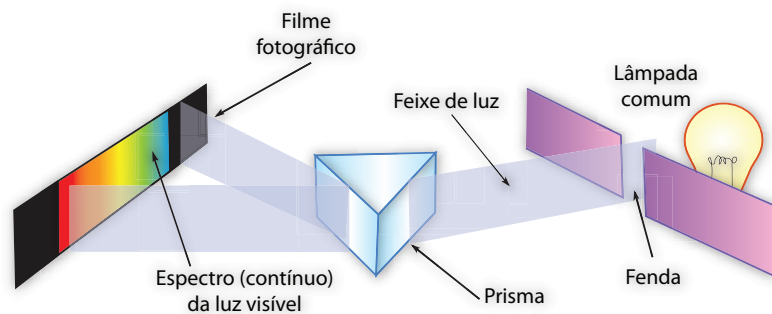 Filme
fotográfico
Lâmpada
comum
Feixe de luz
Espectro (contínuo)
da luz visível
Prisma
Fenda